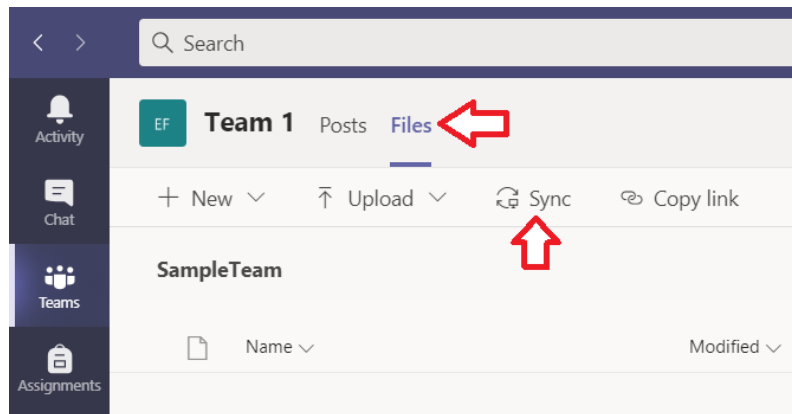 Search
Activity
EF Team 1 Posts Files
Chat
New Upload Sync Copy link
Teams
SampleTeam
Name Modified
Assignments